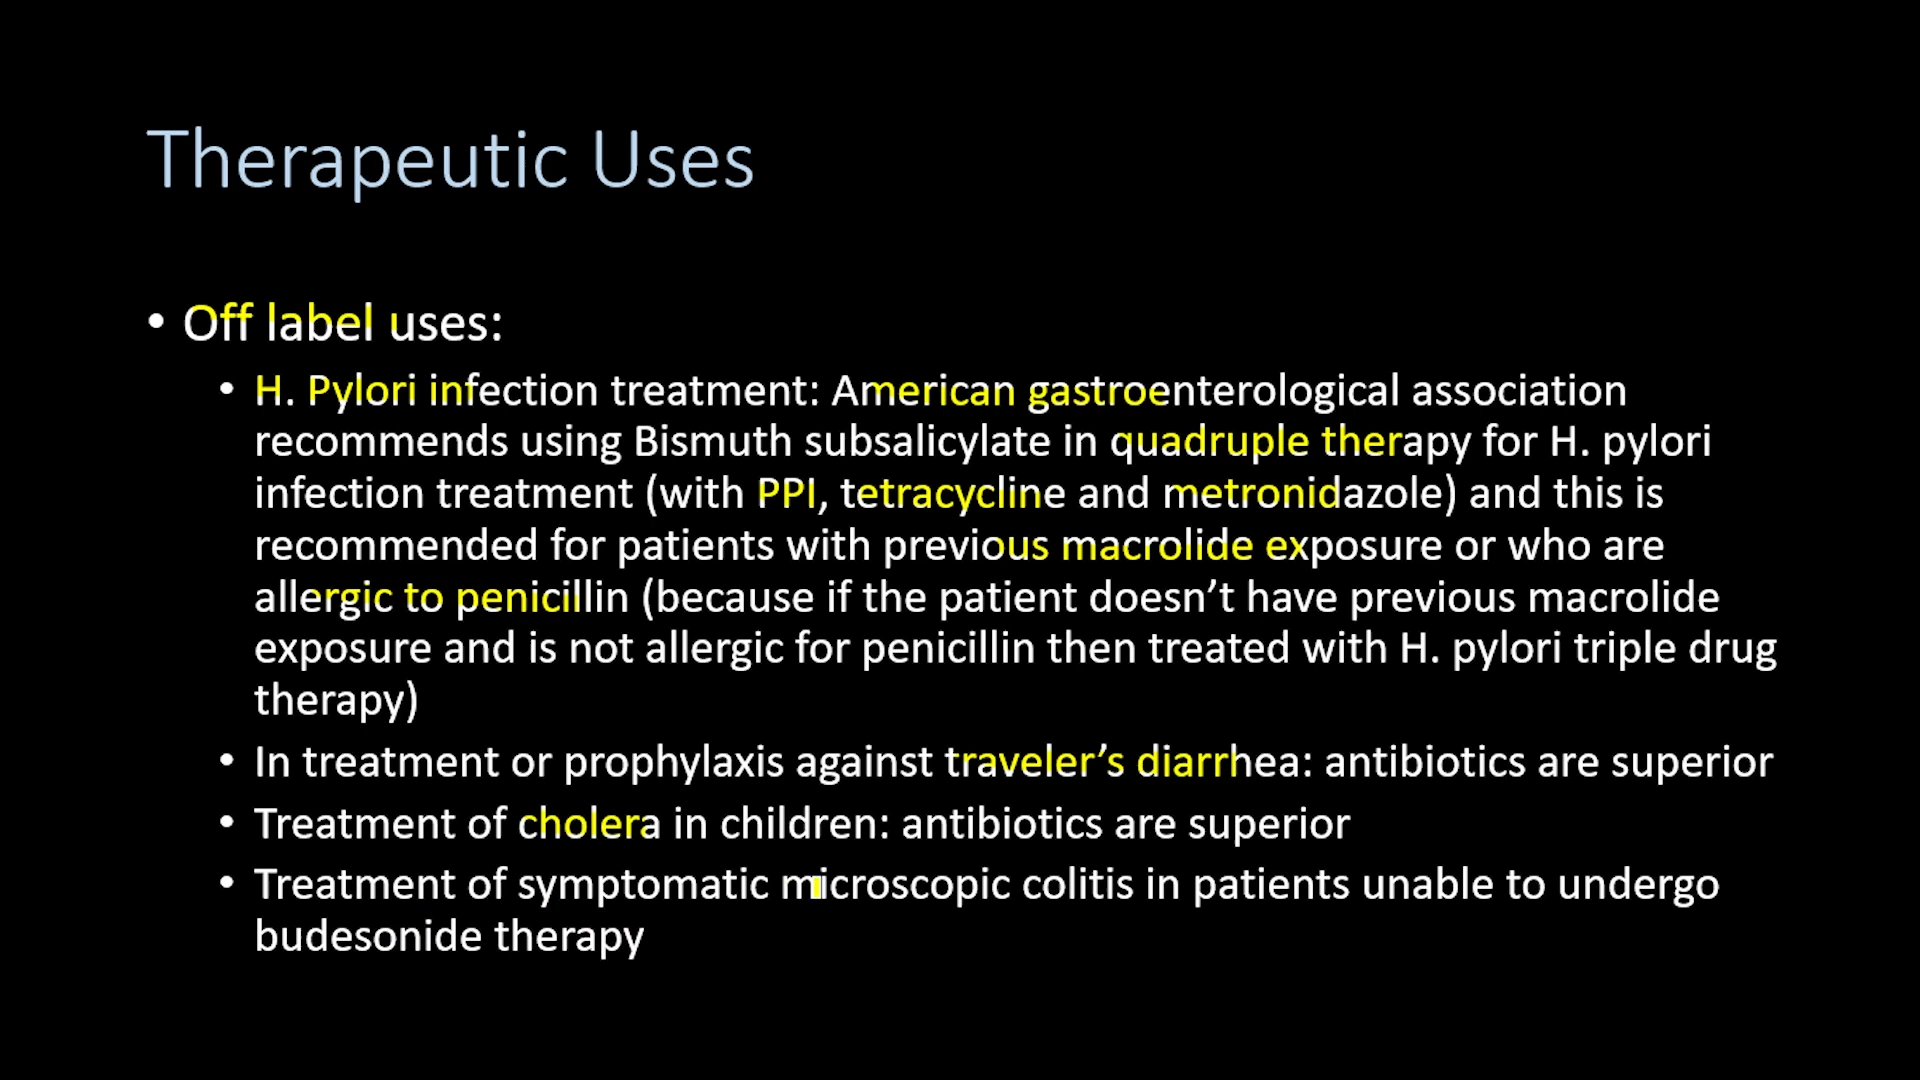 Therapeutic Uses
• Off label uses:
• H. Pylori infection treatment: American gastroenterological association
recommends using Bismuth subsalicylate in quadruple therapy for H. pylori
infection treatment (with PPI, tetracycline and metronidazole) and this is
recommended for patients with previous macrolide exposure or who are
allergic to penicillin (because if the patient doesn’t have previous macrolide
exposure and is not allergic for penicillin then treated with H. pylori triple drug
therapy)
• In treatment or prophylaxis against traveler’s diarrhea: antibiotics are superior
• Treatment of cholera in children: antibiotics are superior
• Treatment of symptomatic microscopic colitis in patients unable to undergo
budesonide therapy